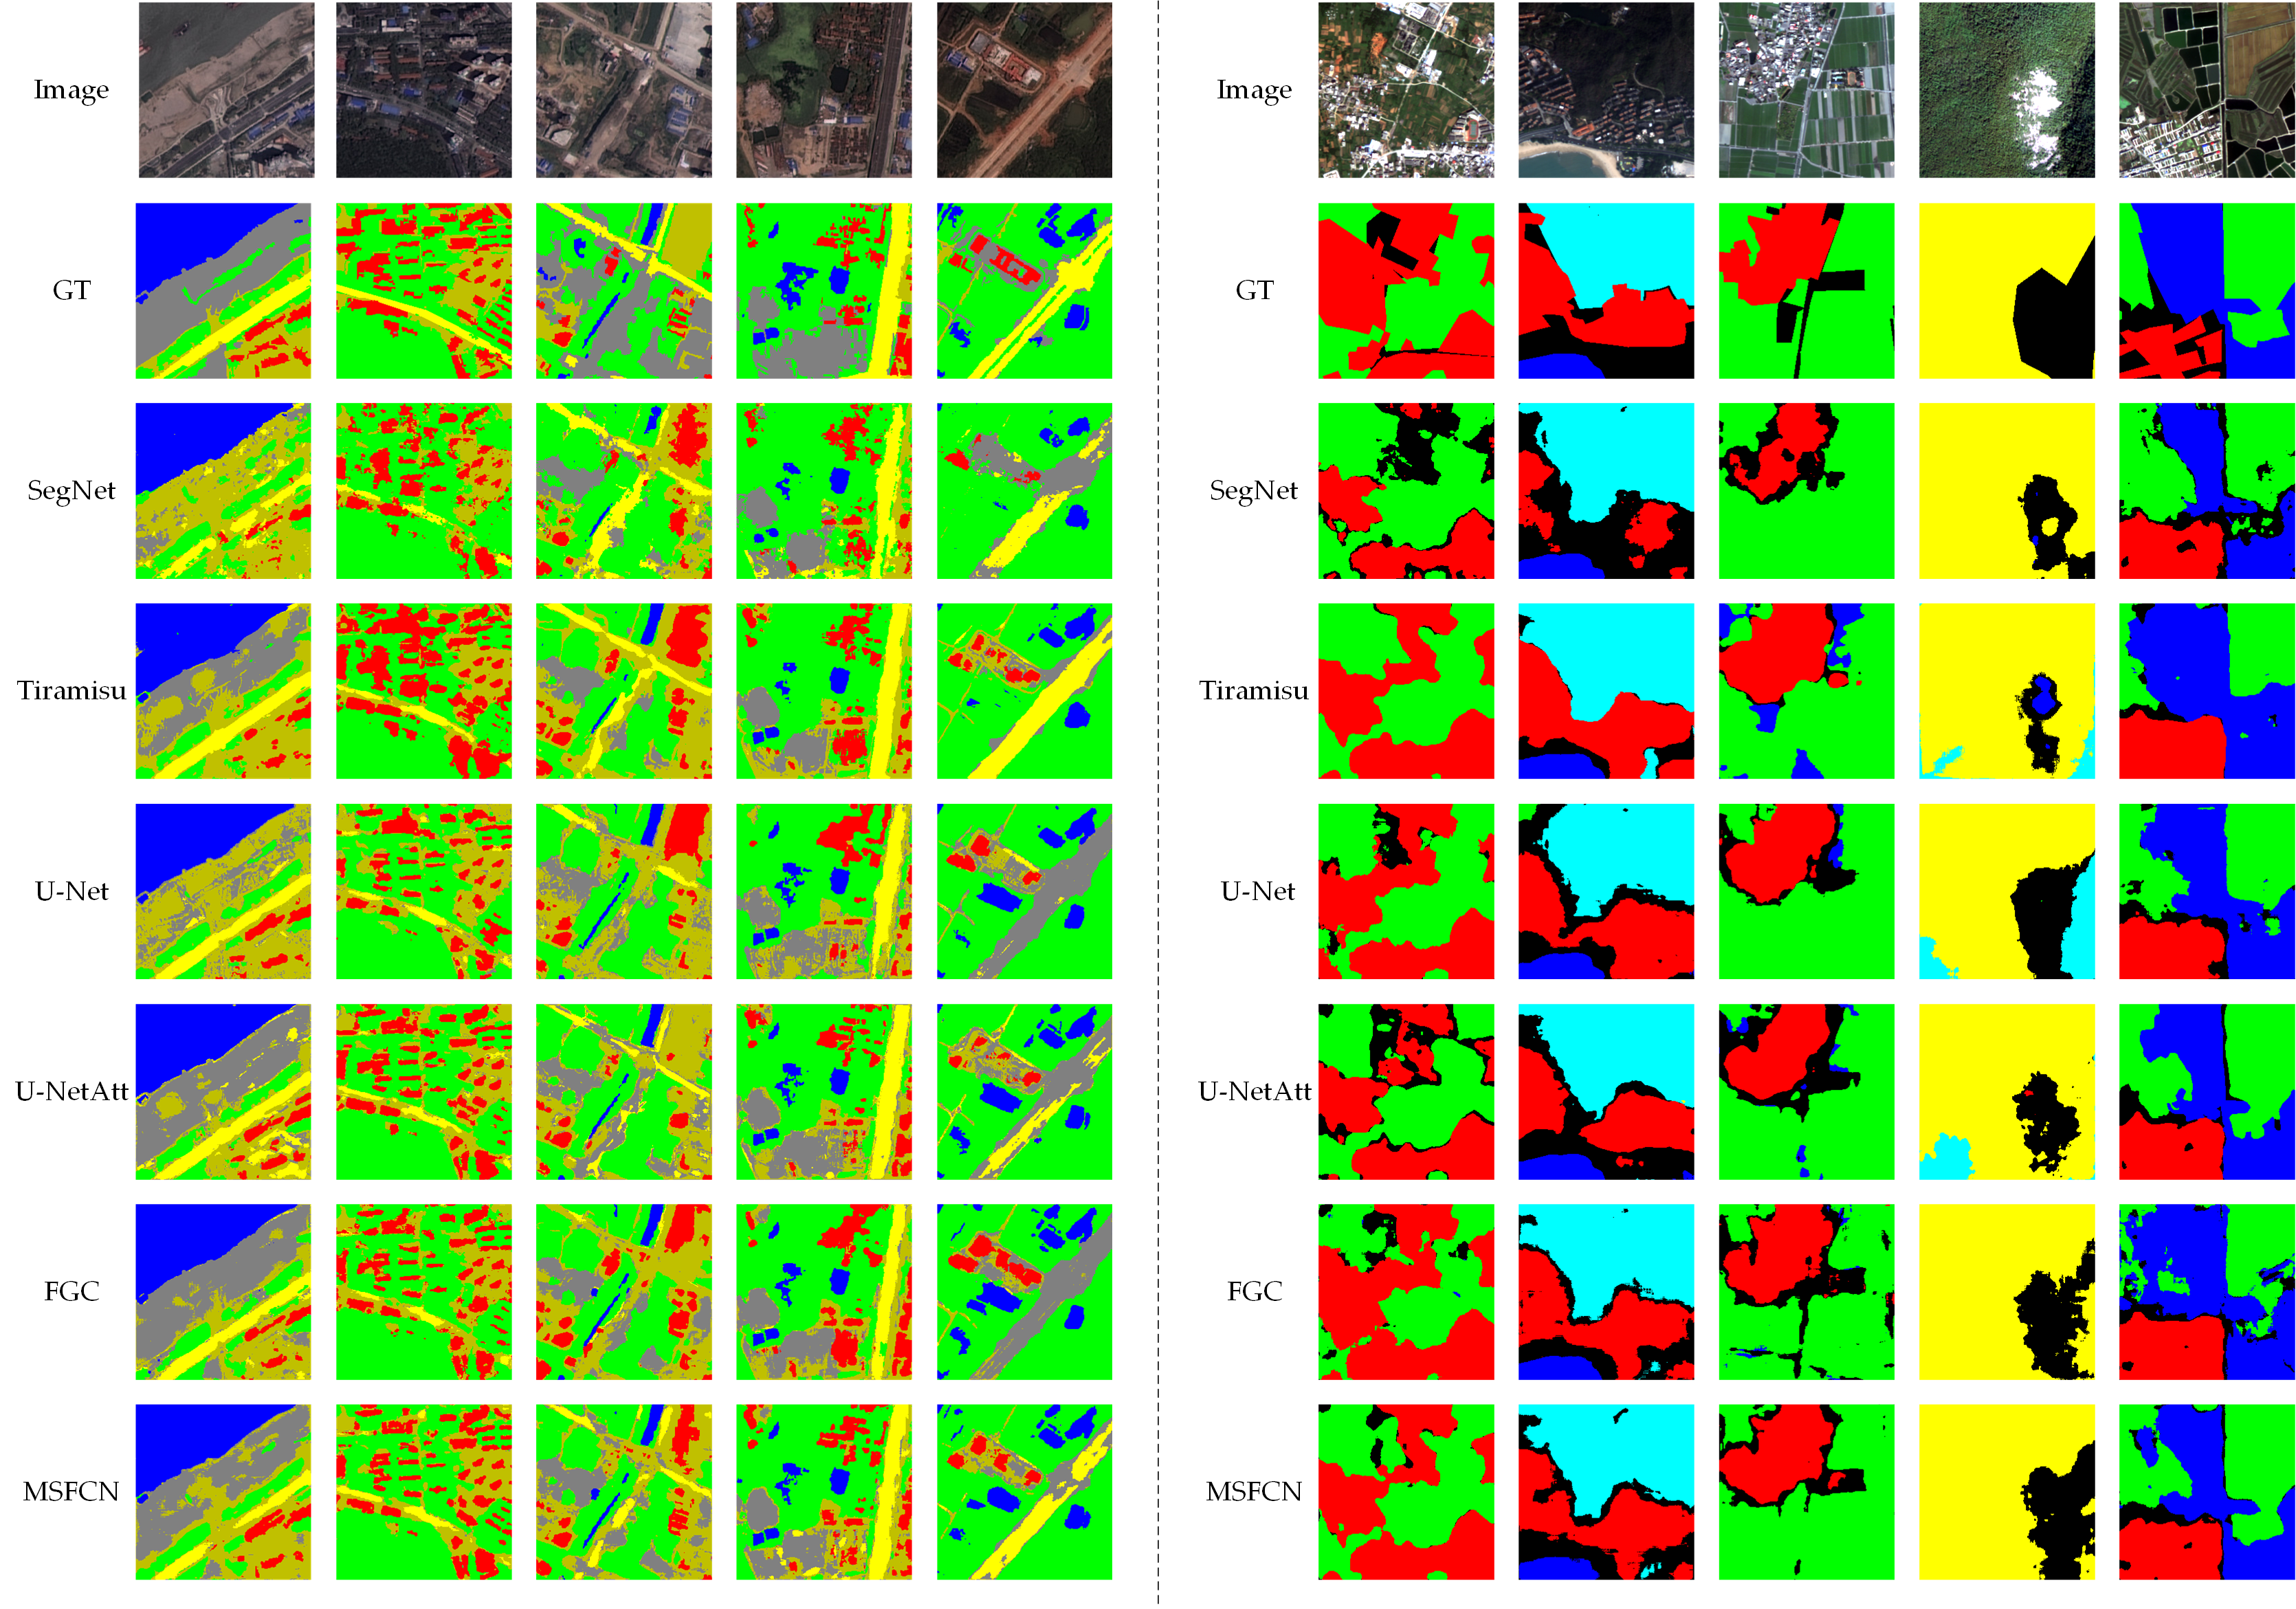 Image
Image
GT
GT
SegNet
SegNet
Tiramisu
Tiramisu
U-Net
U-Net
U-NetAtt
U-NetAtt
FGC
FGC
MSFCN
MSFCN